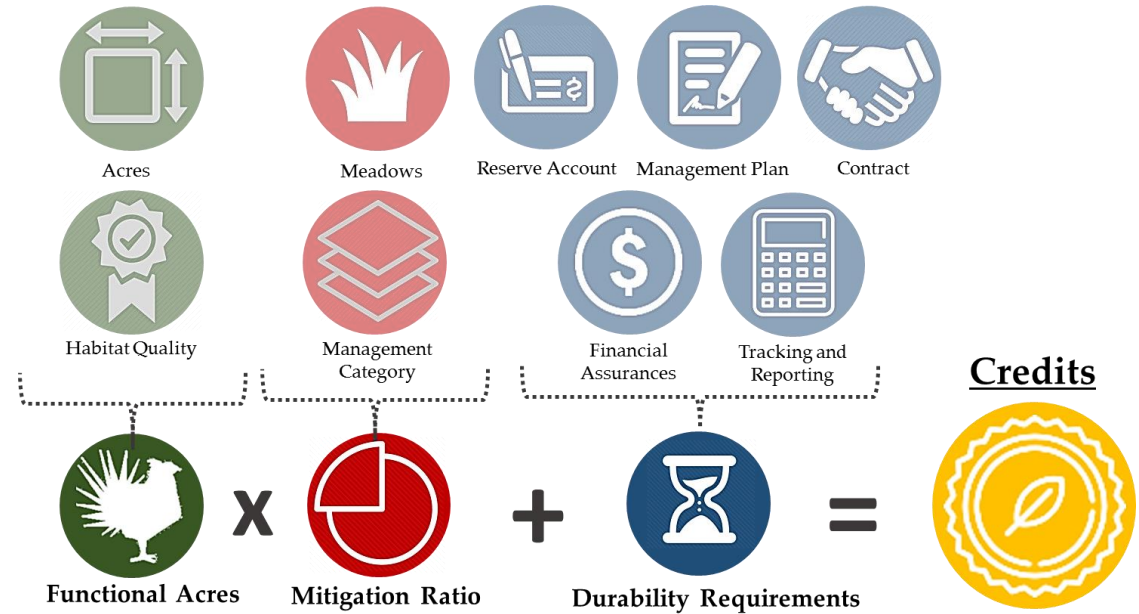 Acres
Meadows
Reserve Account
Management Plan
Contract
$
Habitat Quality
Management
Category
$
Financial
Assurances
Tracking and
Reporting
Credits
x
+
=
Functional Acres
Mitigation Ratio
Durability Requirements